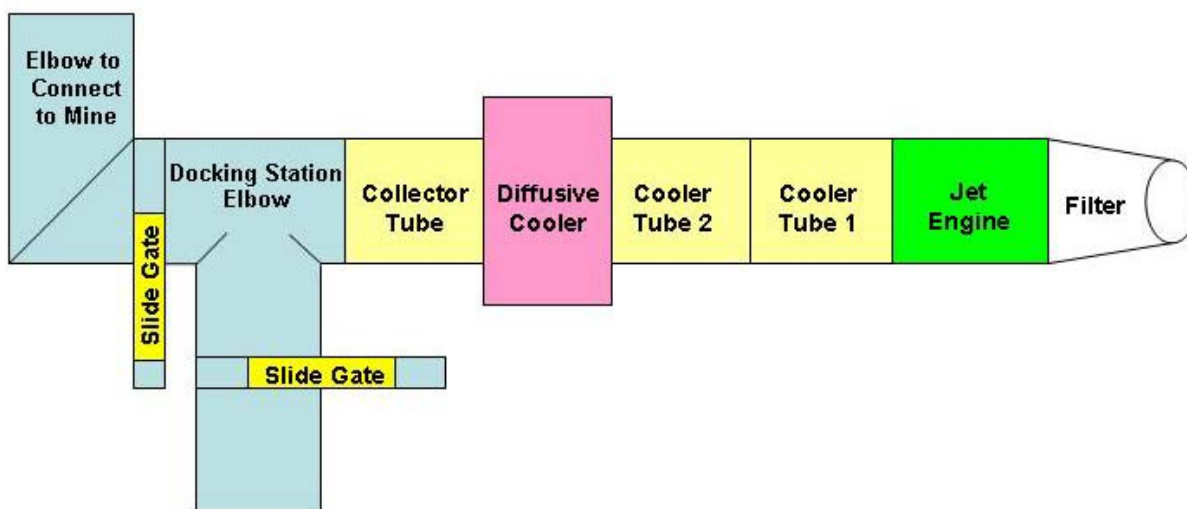 Elbow to
Connect
to Mine
Docking Station
Elbow
Collector
Tube
Diffusive
Cooler
Cooler
Tube 2
Cooler
Tube 1
Jet
Engine
Filter
Slide Gate
Slide Gate